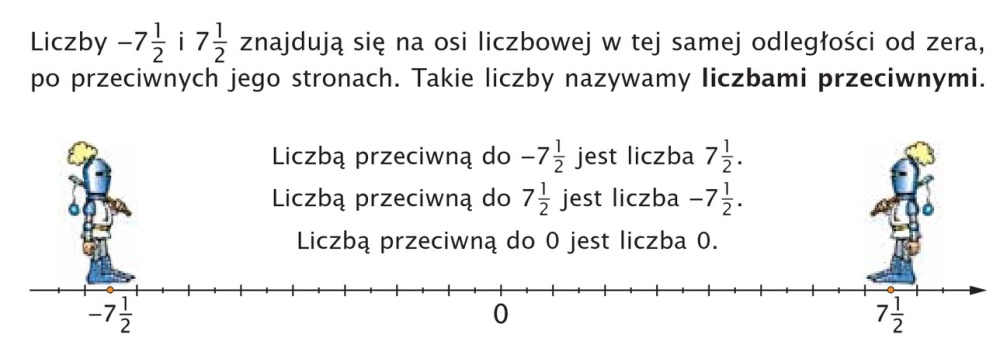 Liczby −7½ i 7½ znajdują się na osi liczbowej w tej samej odległości od zera,
po przeciwnych jego stronach. Takie liczby nazywamy liczbami przeciwnymi.
Liczbą przeciwną do −7½ jest liczba 7½.
Liczbą przeciwną do 7½ jest liczba −7½.
Liczbą przeciwną do 0 jest liczba 0.
−7½ 0 7½